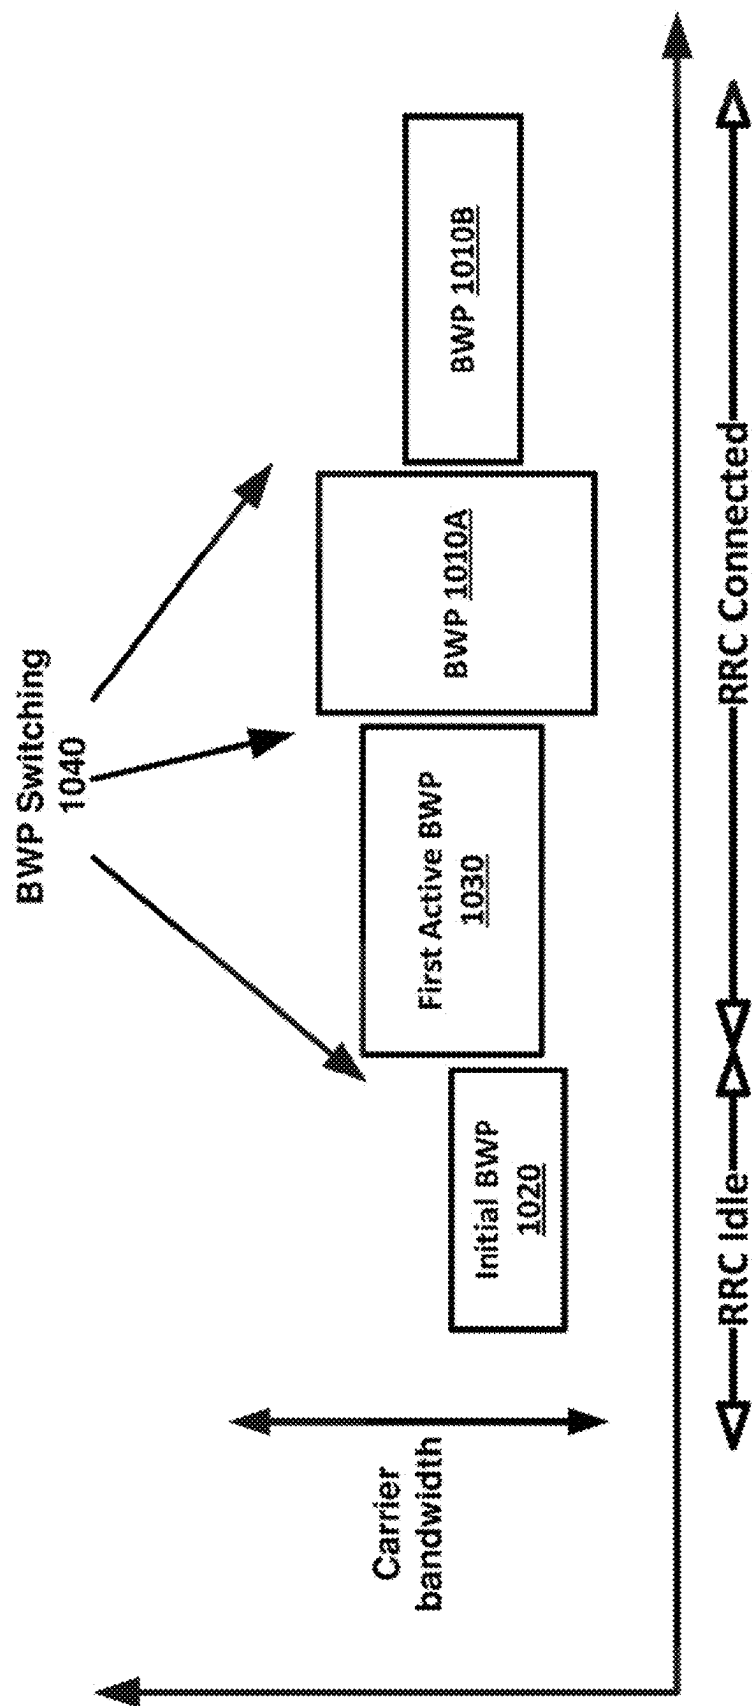 BWP Switching
1040
Carrier
bandwidth
Initial BWP
1020
First Active BWP
1030
BWP 1010A
BWP 1010B
RRC Idle
RRC Connected